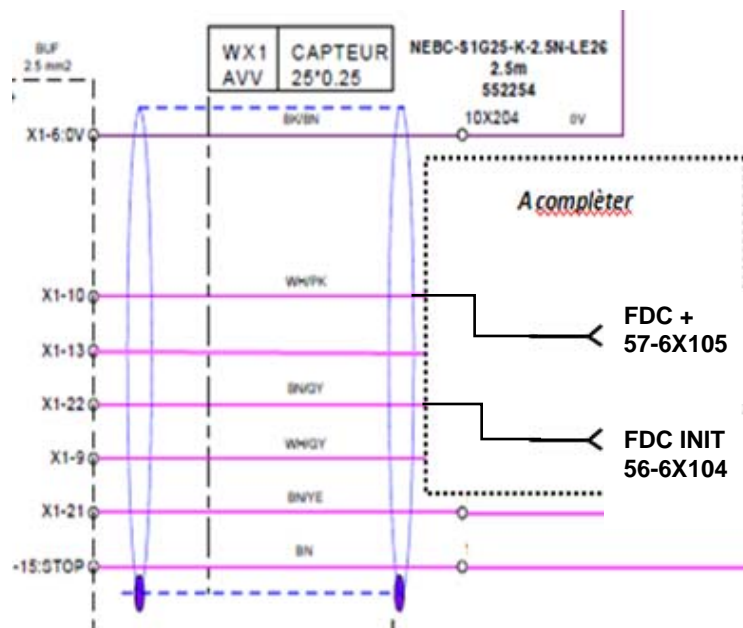 BUF
2.5 mm2
WX1 CAPTEUR
AVV 25*0.25
NEBC-S1G25-K-2.5N-LE26
2.5m
552254
X1-6:0V
BK/BN
10X204
0V
A complèter
X1-10
WH/PK
FDC +
57-6X105
X1-13
X1-22
BN/GY
FDC INIT
56-6X104
X1-9
WH/GY
X1-21
BN/YE
-15:STOP
BN